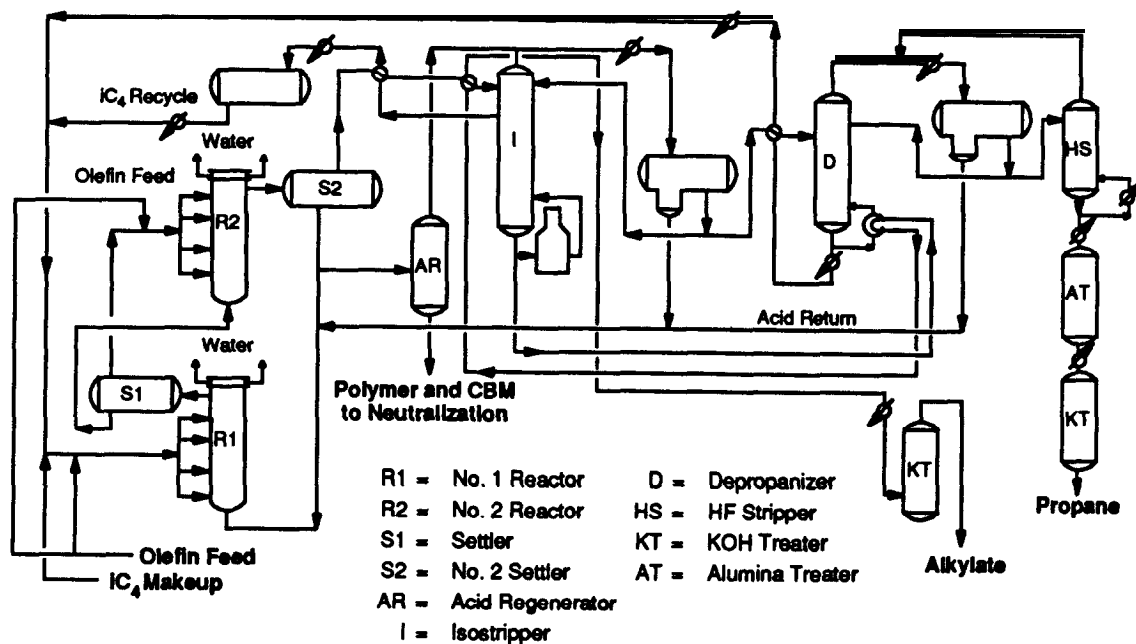 iC4 Recycle
Water
Olefin Feed
R2
S2
I
AR
D
HS
AT
KT
Acid Return
Water
S1
R1
Polymer and CBM
to Neutralization
KT
Propane
Alkylate
Olefin Feed
iC4 Makeup
R1 = No. 1 Reactor
R2 = No. 2 Reactor
S1 = Settler
S2 = No. 2 Settler
AR = Acid Regenerator
I = Isostripper
D = Depropanizer
HS = HF Stripper
KT = KOH Treater
AT = Alumina Treater